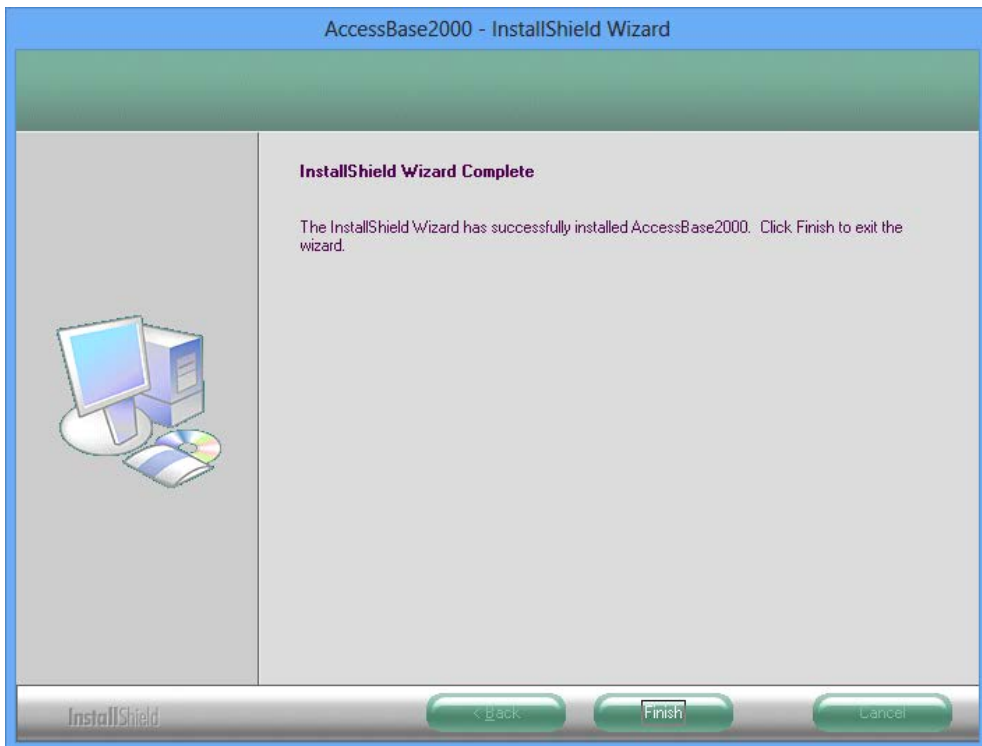 AccessBase2000 - InstallShield Wizard
InstallShield Wizard Complete
The InstallShield Wizard has successfully installed AccessBase2000.  Click Finish to exit the
wizard.
InstallShield
< Back
Finish
Cancel